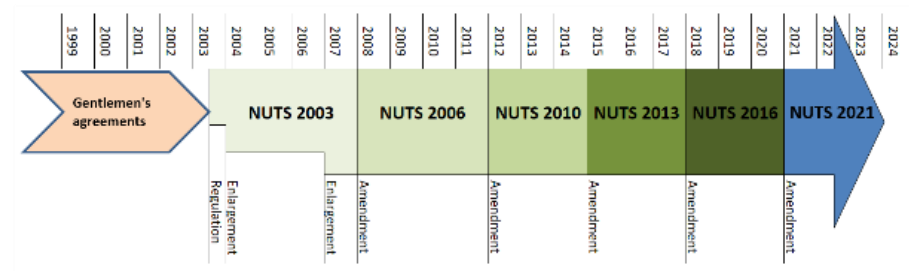 1999
2000
2001
2002
2003
2004
2005
2006
2007
2008
2009
2010
2011
2012
2013
2014
2015
2016
2017
2018
2019
2020
2021
2022
2023
2024
Gentlemen's
agreements
NUTS 2003
NUTS 2006
NUTS 2010
NUTS 2013
NUTS 2016
NUTS 2021
Regulation
Enlargement
Enlargement
Amendment
Amendment
Amendment
Amendment
Amendment